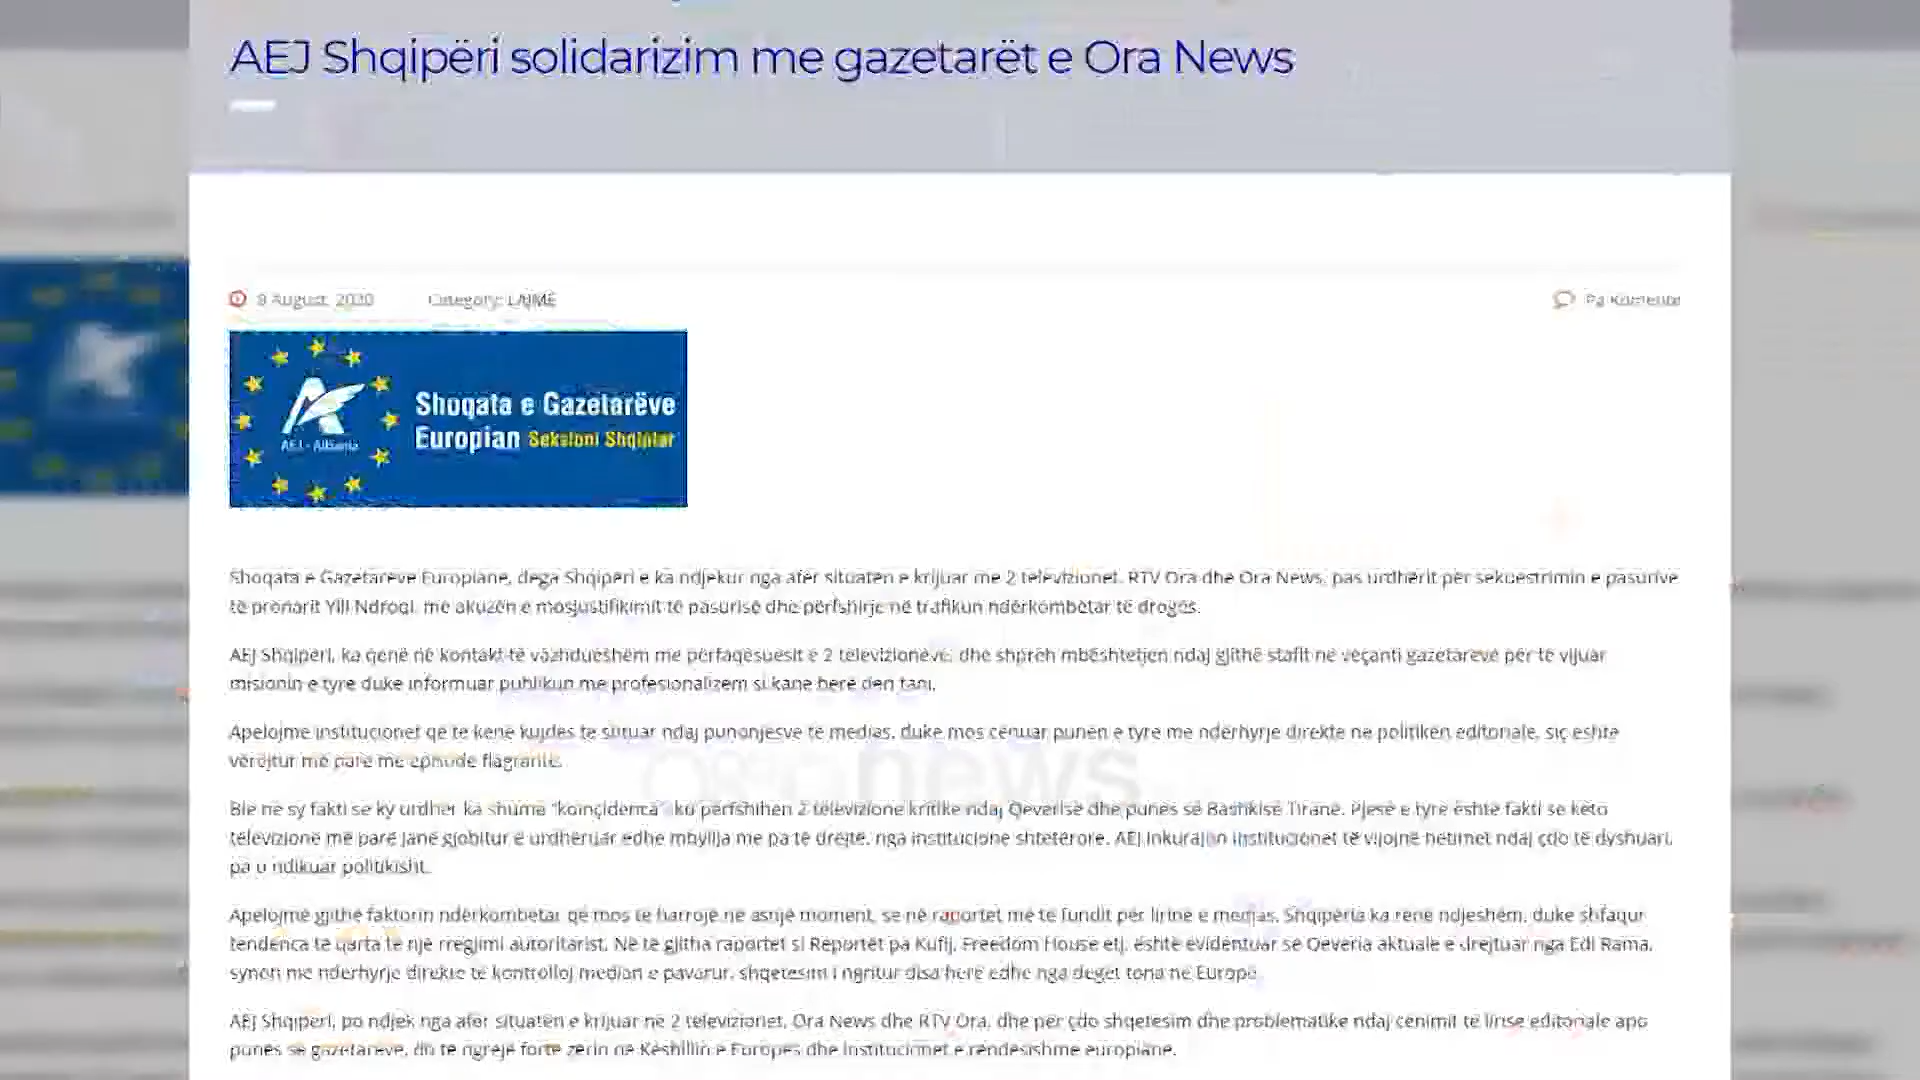 AEJ Shqipëri solidarizim me gazetarët e Ora News
9 August, 2020 Category: LAJME Pa Komente
AEJ - Albania
Shoqata e Gazetarëve
Europian Seksioni Shqiptar
Shoqata e Gazetarëve Europiane, dega Shqipëri e ka ndjekur nga afër situatën e krijuar me 2 televizionet, RTV Ora dhe Ora News, pas urdhërit për sekuestrimin e pasurive
të pronarit Ylli Ndroqi, me akuzën e mosjustifikimit të pasurisë dhe përfshirje në trafikun ndërkombëtar të drogës.
AEJ Shqipëri, ka qenë në kontakt të vazhdueshëm me përfaqësuesit e 2 televizioneve, dhe shpreh mbështetjen ndaj gjithë stafit në veçanti gazetarëve për të vijuar
misionin e tyre duke informuar publikun me profesionalizëm si kanë bërë deri tani.
Apelojmë institucionet që të kenë kujdes të shtuar ndaj punonjësve të medias, duke mos cënuar punën e tyre me ndërhyrje direkte në politikën editoriale, siç është
vërejtur më parë me episode flagrante.
Bie në sy fakti se ky urdhër ka shumë "koinçidenca" ku përfshihen 2 televizione kritike ndaj Qeverisë dhe punës së Bashkisë Tiranë. Pjesë e tyre është fakti se këto
televizione më parë janë gjobitur e urdhëruar edhe mbyllja me pa të drejtë, nga institucione shtetërore. AEJ inkurajon institucionet të vijojnë hetimet ndaj çdo të dyshuari,
pa u ndikuar politikisht.
Apelojmë gjithë faktorin ndërkombëtar që mos të harrojë në asnjë moment, se në raportet më të fundit për lirinë e medias, Shqipëria ka rënë ndjeshëm, duke shfaqur
tendenca të qarta të një rregjimi autoritarist. Në të gjitha raportet si Reportët pa Kufij, Freedom House etj. është evidentuar se Qeveria aktuale e drejtuar nga Edi Rama,
synon me ndërhyrje direkte të kontrolloj median e pavarur, shqetësim i ngritur disa herë edhe nga degët tona në Europë.
AEJ Shqipëri, po ndjek nga afër situatën e krijuar në 2 televizionet, Ora News dhe RTV Ora, dhe për çdo shqetësim dhe problematikë ndaj cënimit të lirisë editoriale apo
punës së gazetarëve, do të ngrejë fortë zërin në Këshillin e Europës dhe institucionet e rëndësishme europiane.
news